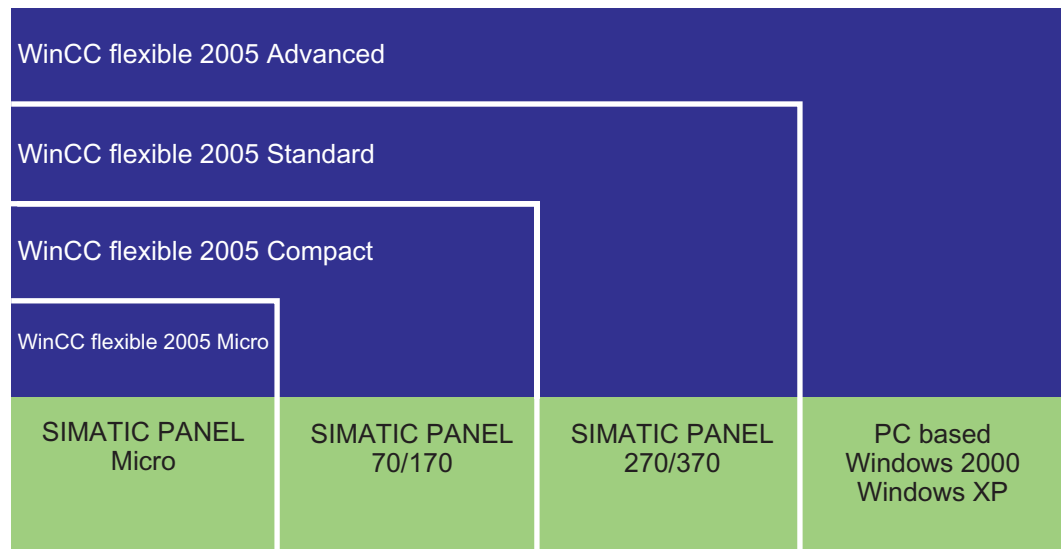 WinCC flexible 2005 Advanced
WinCC flexible 2005 Standard
WinCC flexible 2005 Compact
WinCC flexible 2005 Micro
SIMATIC PANEL
Micro
SIMATIC PANEL
70/170
SIMATIC PANEL
270/370
PC based
Windows 2000
Windows XP